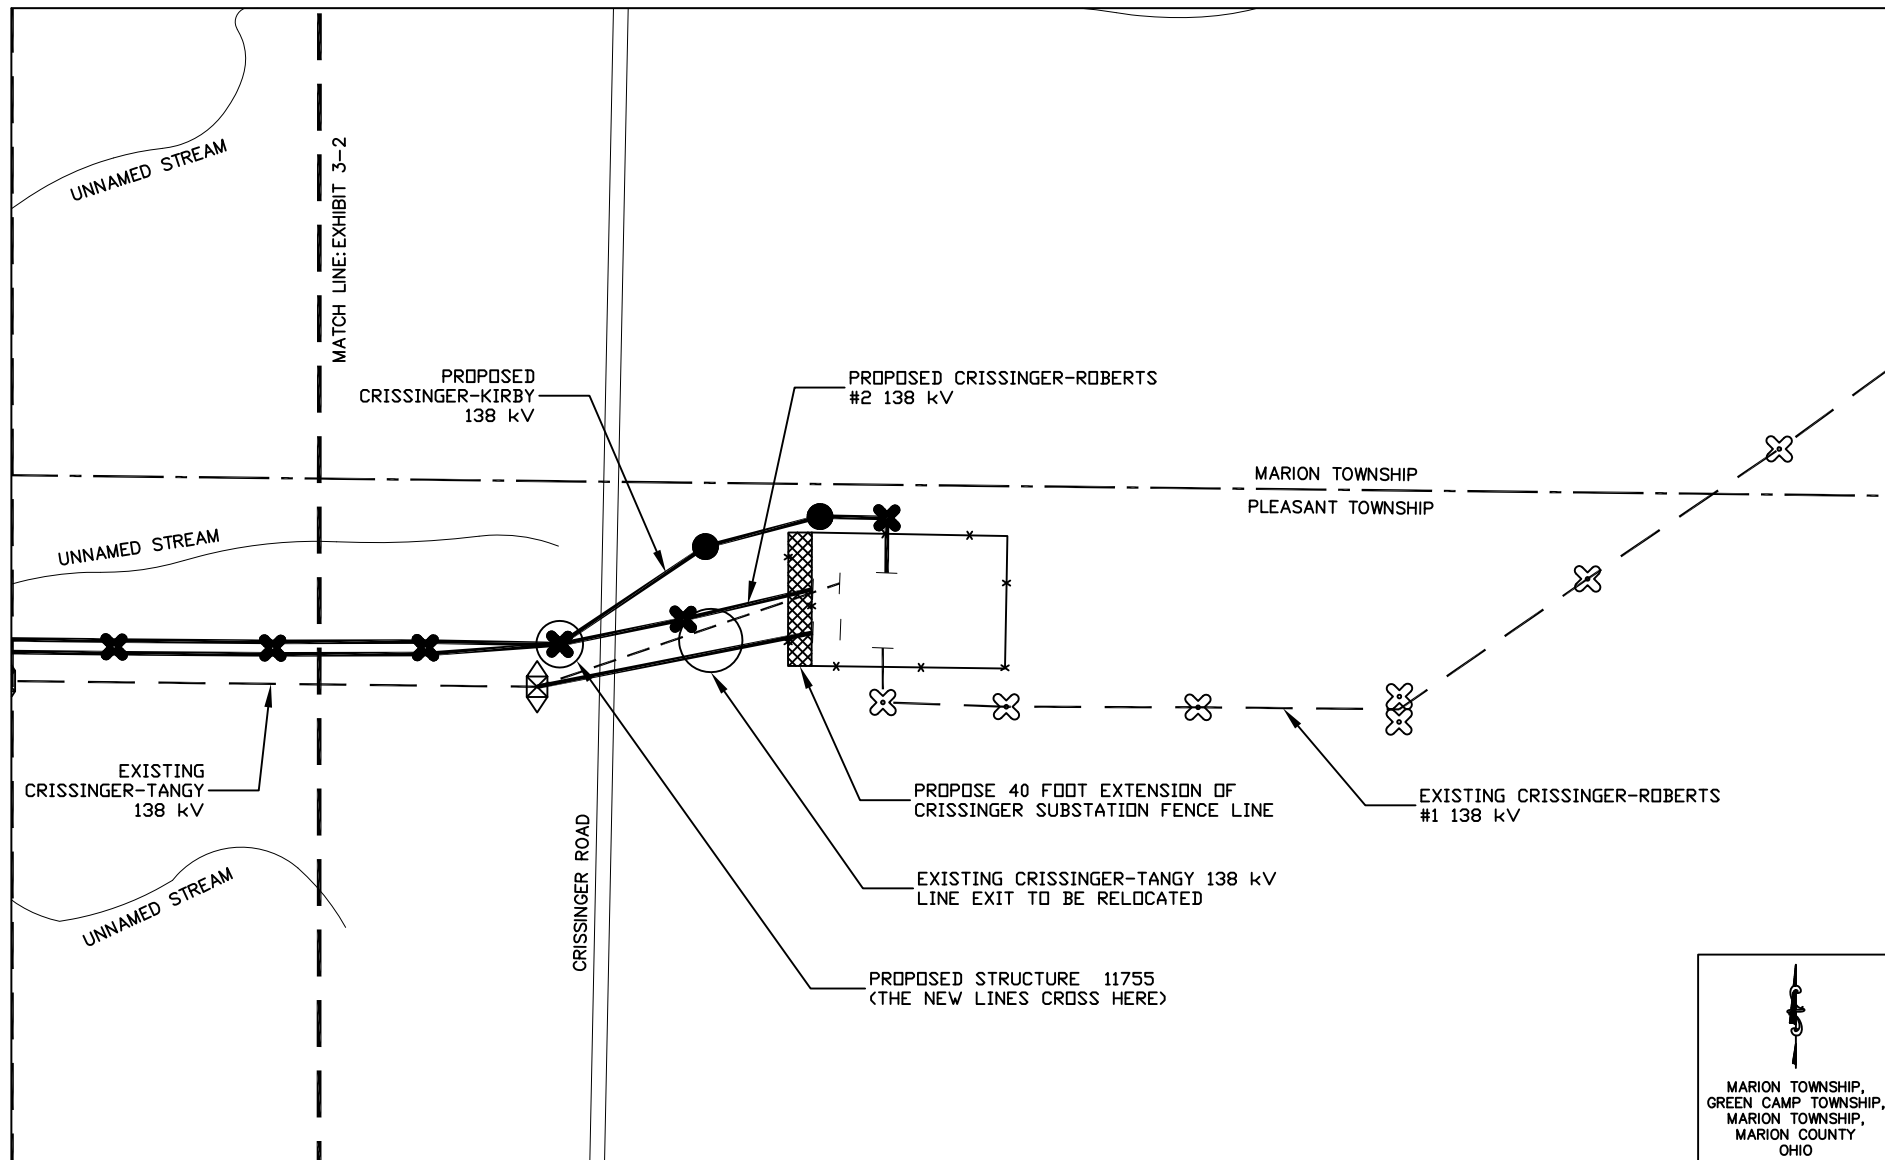 UNNAMED STREAM
MATCH LINE:EXHIBIT 3-2
PROPOSED
CRISSINGER-KIRBY
138 kV
PROPOSED CRISSINGER-ROBERTS
#2 138 kV
MARION TOWNSHIP
PLEASANT TOWNSHIP
UNNAMED STREAM
EXISTING
CRISSINGER-TANGY
138 kV
PROPOSE 40 FOOT EXTENSION OF
CRISSINGER SUBSTATION FENCE LINE
EXISTING CRISSINGER-ROBERTS
#1 138 kV
CRISSINGER ROAD
EXISTING CRISSINGER-TANGY 138 kV
LINE EXIT TO BE RELOCATED
UNNAMED STREAM
PROPOSED STRUCTURE 11755
(THE NEW LINES CROSS HERE)
MARION TOWNSHIP,
GREEN CAMP TOWNSHIP,
MARION TOWNSHIP,
MARION COUNTY
OHIO